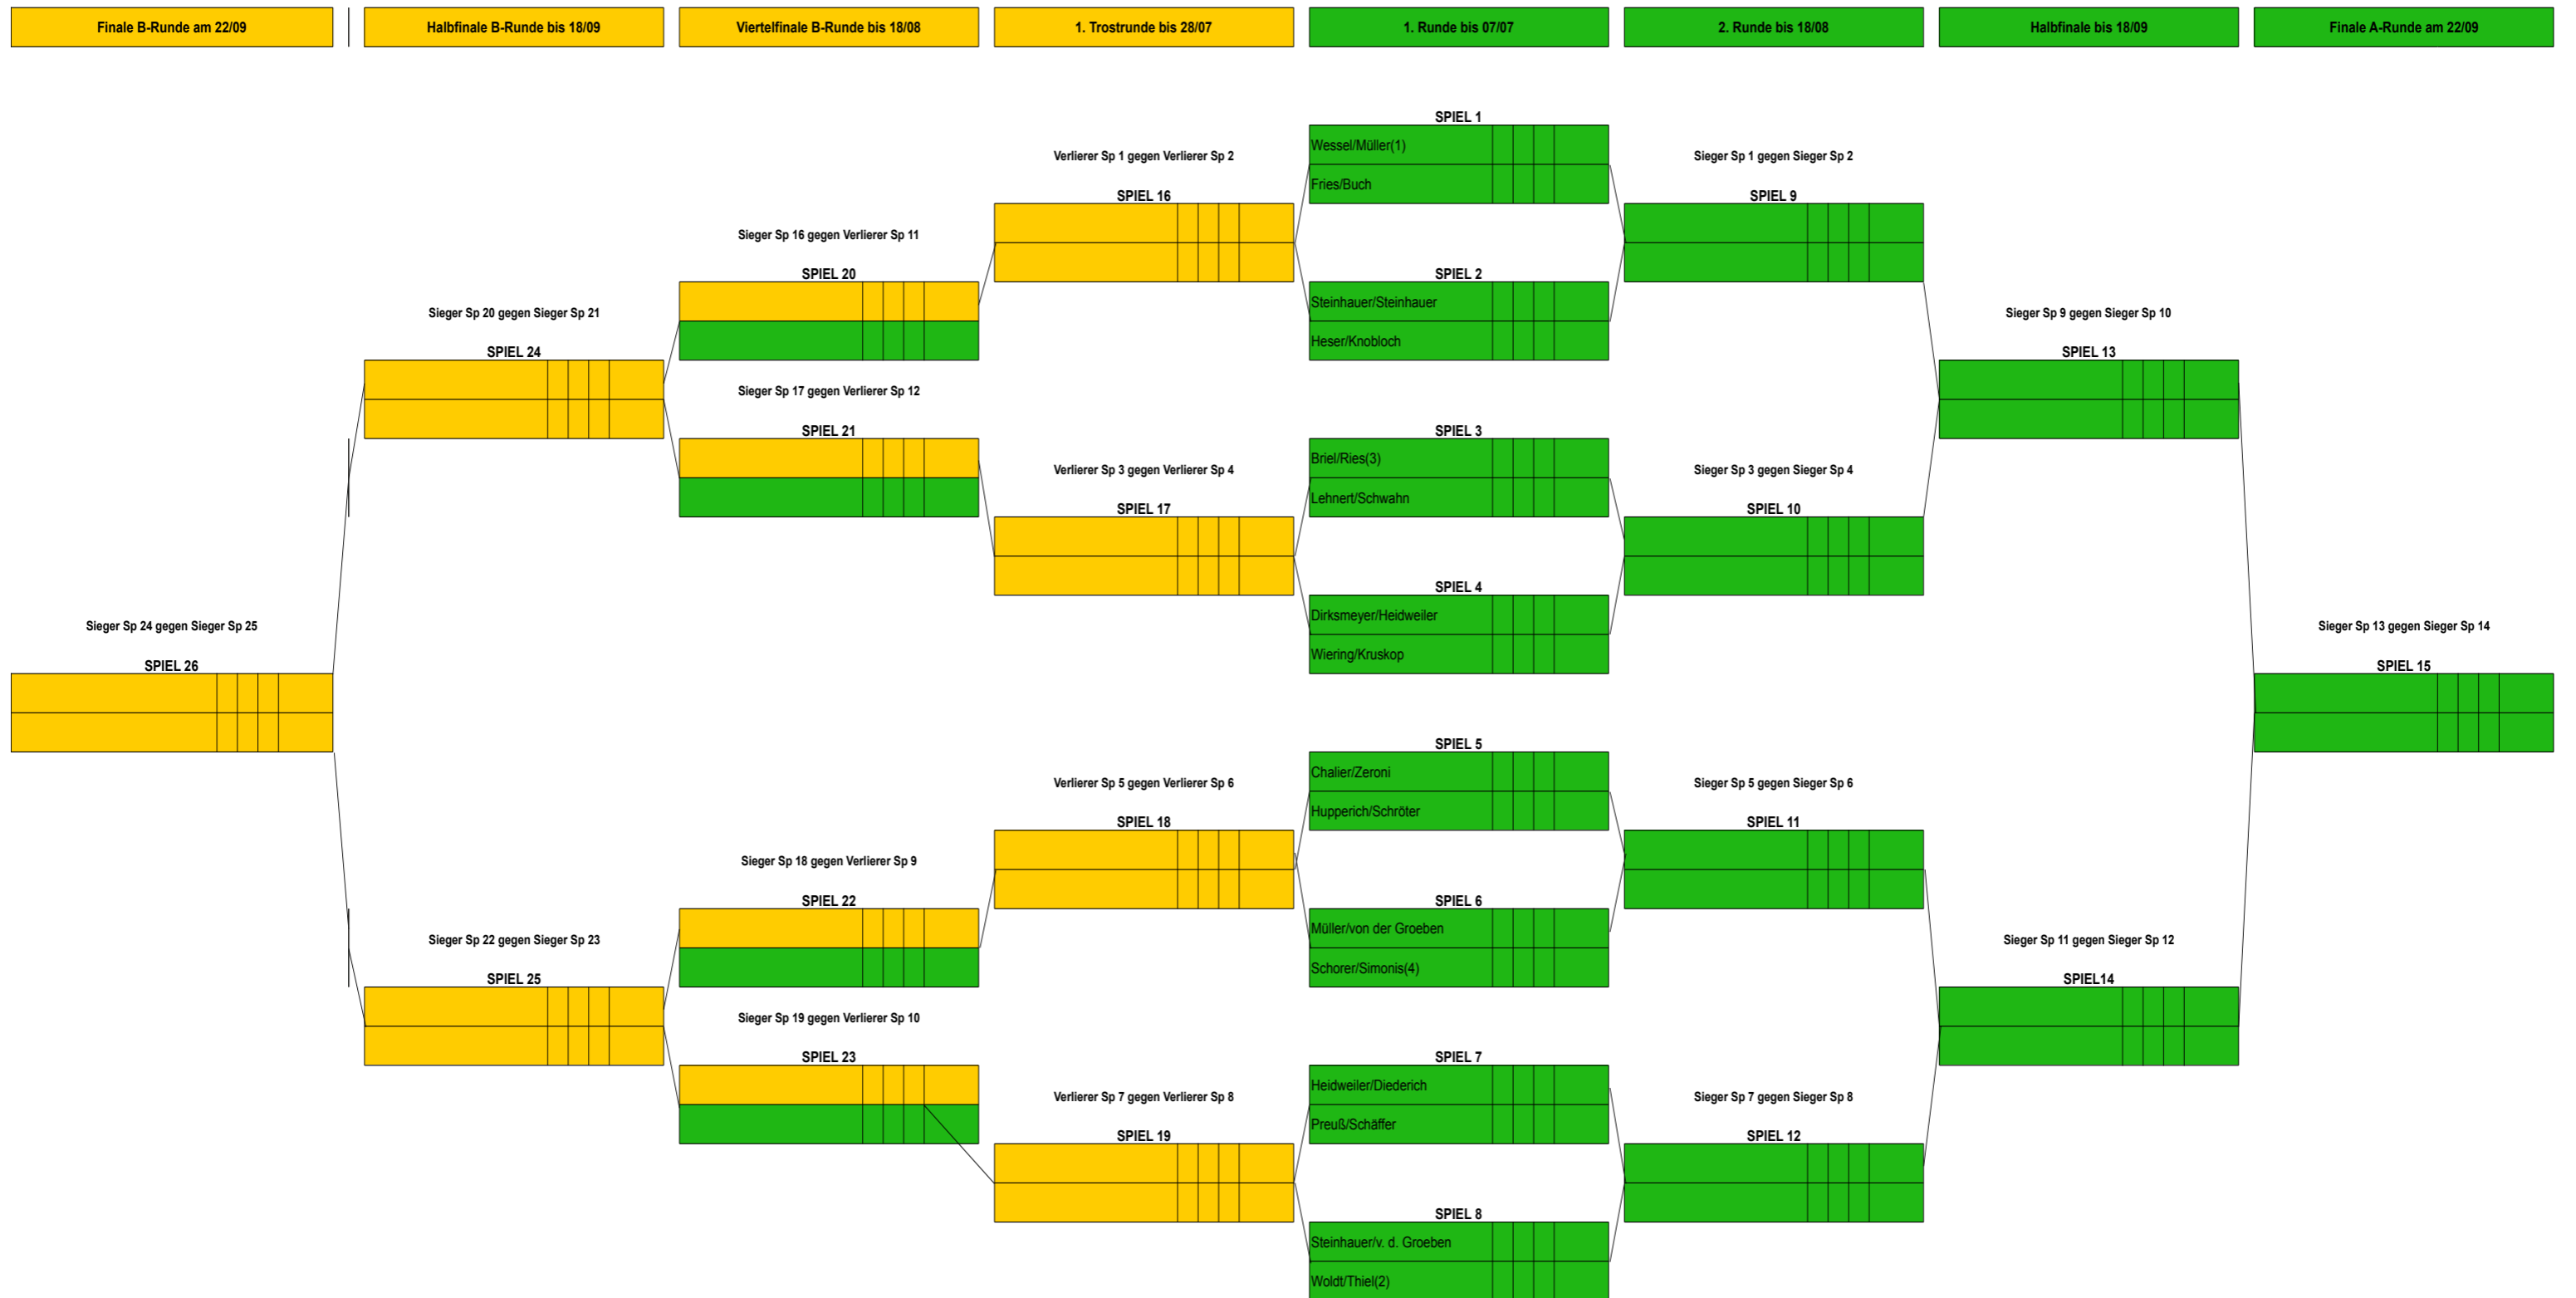 Finale B-Runde am 22/09
Halbfinale B-Runde bis 18/09
Viertelfinale B-Runde bis 18/08
1. Trostrunde bis 28/07
1. Runde bis 07/07
2. Runde bis 18/08
Halbfinale bis 18/09
Finale A-Runde am 22/09
SPIEL 1
Wessel/Müller(1)
Verlierer Sp 1 gegen Verlierer Sp 2
Sieger Sp 1 gegen Sieger Sp 2
Fries/Buch
SPIEL 16
SPIEL 9
Sieger Sp 16 gegen Verlierer Sp 11
SPIEL 20
SPIEL 2
Steinhauer/Steinhauer
Sieger Sp 20 gegen Sieger Sp 21
Sieger Sp 9 gegen Sieger Sp 10
Heser/Knobloch
SPIEL 24
SPIEL 13
Sieger Sp 17 gegen Verlierer Sp 12
SPIEL 21
SPIEL 3
Briel/Ries(3)
Verlierer Sp 3 gegen Verlierer Sp 4
Sieger Sp 3 gegen Sieger Sp 4
Lehnert/Schwahn
SPIEL 17
SPIEL 10
SPIEL 4
Dirksmeyer/Heidweiler
Sieger Sp 24 gegen Sieger Sp 25
Sieger Sp 13 gegen Sieger Sp 14
Wiering/Kruskop
SPIEL 26
SPIEL 15
SPIEL 5
Chalier/Zeroni
Verlierer Sp 5 gegen Verlierer Sp 6
Sieger Sp 5 gegen Sieger Sp 6
Hupperich/Schröter
SPIEL 18
SPIEL 11
Sieger Sp 18 gegen Verlierer Sp 9
SPIEL 22
SPIEL 6
Müller/von der Groeben
Sieger Sp 22 gegen Sieger Sp 23
Sieger Sp 11 gegen Sieger Sp 12
Schorer/Simonis(4)
SPIEL 25
SPIEL14
Sieger Sp 19 gegen Verlierer Sp 10
SPIEL 23
SPIEL 7
Heidweiler/Diederich
Verlierer Sp 7 gegen Verlierer Sp 8
Sieger Sp 7 gegen Sieger Sp 8
Preuß/Schäffer
SPIEL 19
SPIEL 12
SPIEL 8
Steinhauer/v. d. Groeben
Woldt/Thiel(2)